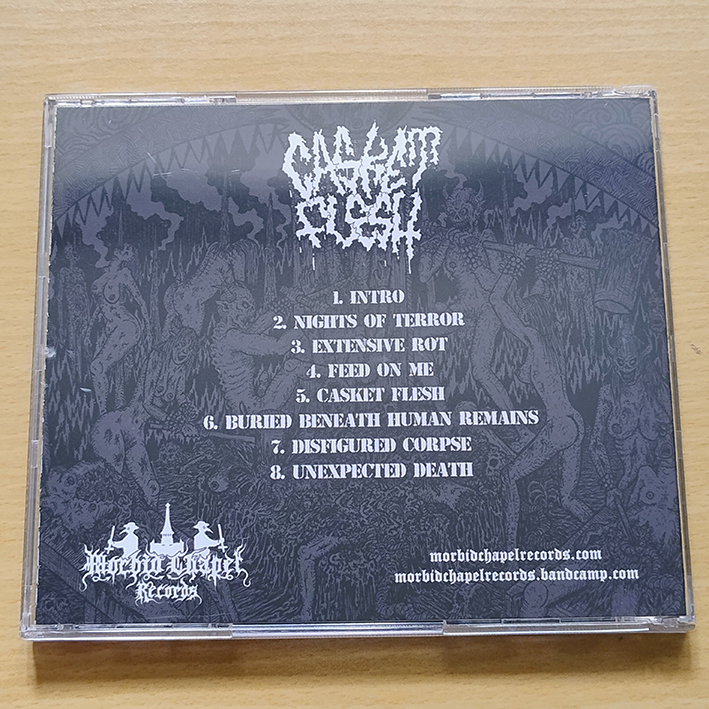 CASKET
FLESH
1. INTRO
2. NIGHTS OF TERROR
3. EXTENSIVE ROT
4. FEED ON ME
5. CASKET FLESH
6. BURIED BENEATH HUMAN REMAINS
7. DISFIGURED CORPSE
8. UNEXPECTED DEATH
Morbid Chapel
Records
morbidchapelrecords.com
morbidchapelrecords.bandcamp.com